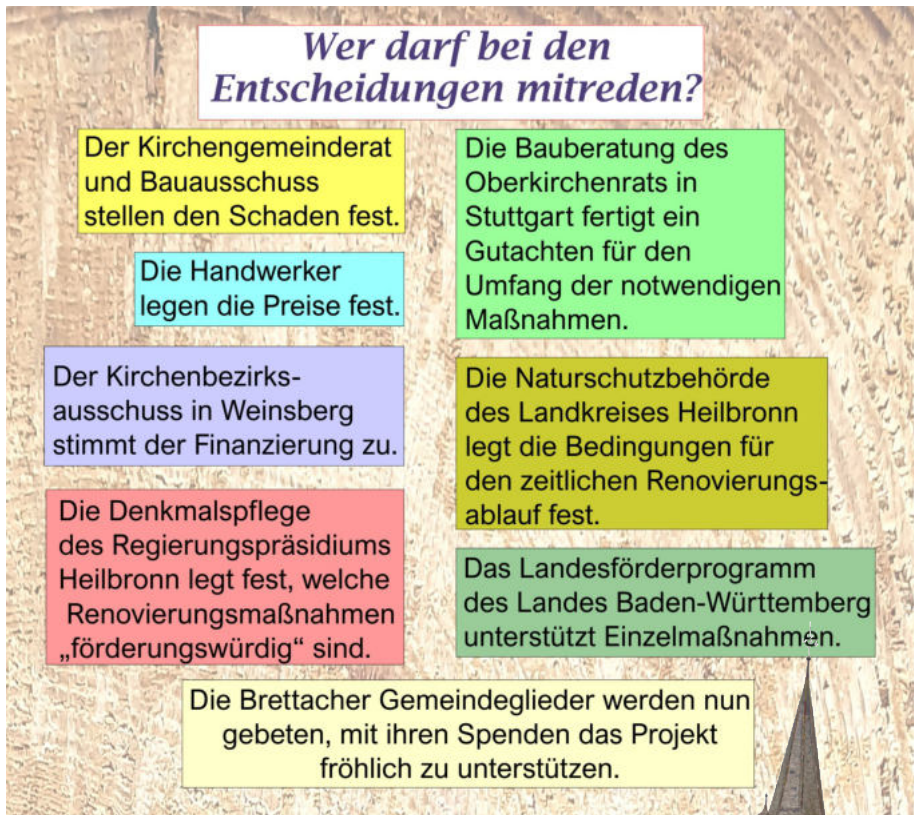 Wer darf bei den
Entscheidungen mitreden?
Der Kirchengemeinderat
und Bauausschuss
stellen den Schaden fest.
Die Handwerker
legen die Preise fest.
Der Kirchenbezirks-
ausschuss in Weinsberg
stimmt der Finanzierung zu.
Die Denkmalspflege
des Regierungspräsidiums
Heilbronn legt fest, welche
Renovierungsmaßnahmen
„förderungswürdig“ sind.
Die Bauberatung des
Oberkirchenrats in
Stuttgart fertigt ein
Gutachten für den
Umfang der notwendigen
Maßnahmen.
Die Naturschutzbehörde
des Landkreises Heilbronn
legt die Bedingungen für
den zeitlichen Renovierungs-
ablauf fest.
Das Landesförderprogramm
des Landes Baden-Württemberg
unterstützt Einzelmaßnahmen.
Die Brettacher Gemeindeglieder werden nun
gebeten, mit ihren Spenden das Projekt
fröhlich zu unterstützen.